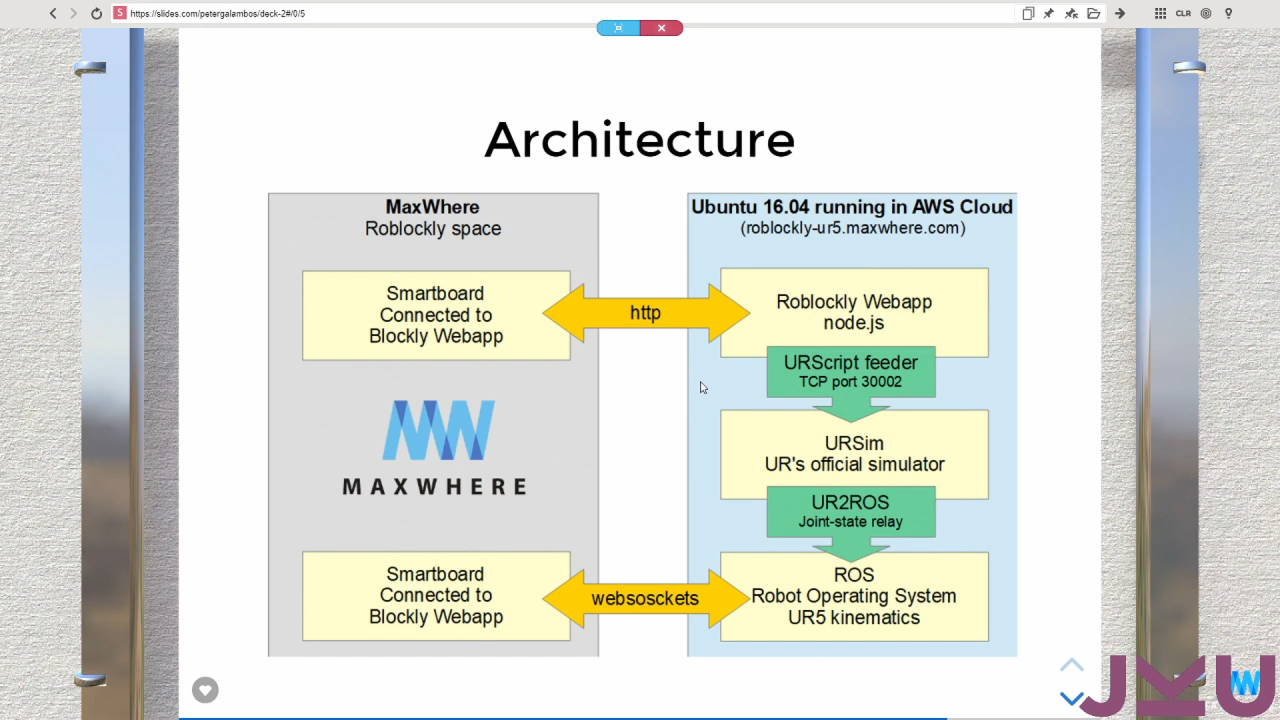 https://slides.com/petergalambos/deck-2#/0/5
CLR
Architecture
MaxWhere
Roblockly space
Smartboard
Connected to
Blockly Webapp
MAXWHERE
Smartboard
Connected to
Blockly Webapp
http
websosckets
Ubuntu 16.04 running in AWS Cloud
(roblockly-ur5.maxwhere.com)
Roblockly Webapp
node.js
URScript feeder
TCP port 30002
URSim
UR's official simulator
UR2ROS
Joint-state relay
ROS
Robot Operating System
UR5 kinematics
JKU